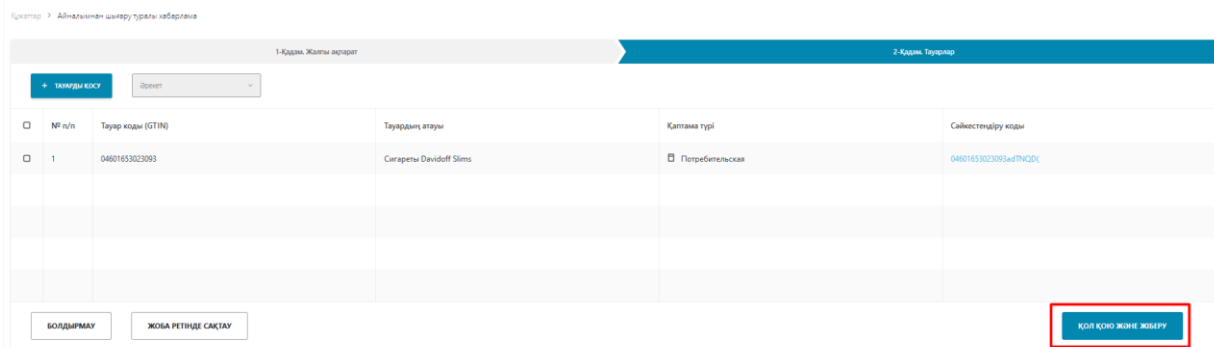 Құжаттар > Айналымнан шығару туралы хабарлама
1-Қадам. Жалпы ақпарат
2-Қадам. Тауарлар
+ ТАУАРДЫ ҚОСУ
Әрекет
№ п/п Тауар коды (GTIN) Тауардың атауы Қаптама түрі Сәйкестендіру коды
1 04601653023093 Сигареты Davidoff Slims Потребительская 04601653023093adTNQD(
БОЛДЫРМАУ
ЖОБА РЕТІНДЕ САҚТАУ
ҚОЛ ҚОЮ ЖӘНЕ ЖІБЕРУ